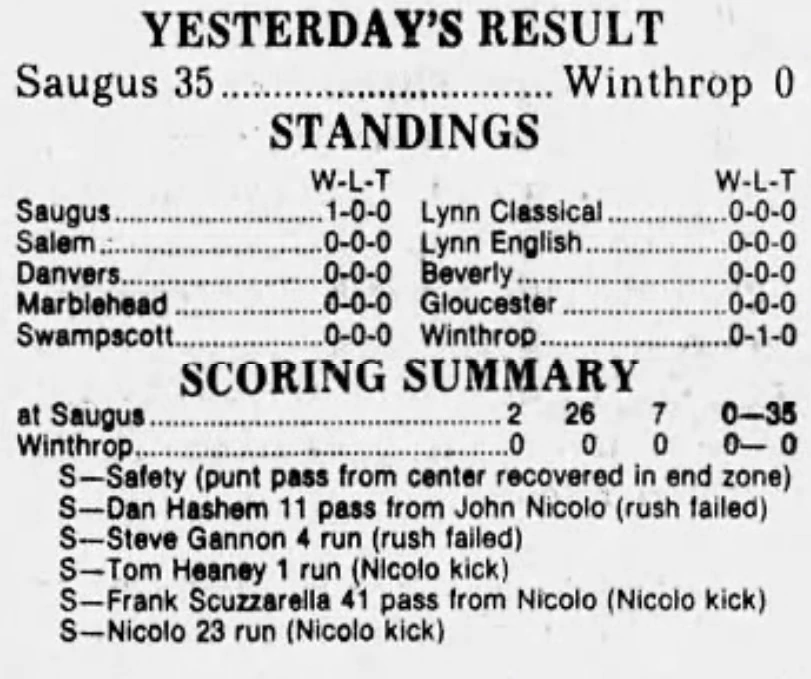 YESTERDAY'S RESULT
Saugus 35................................Winthrop 0
STANDINGS
W-L-T W-L-T
Saugus............................1-0-0 Lynn Classical................0-0-0
Salem............................0-0-0 Lynn English...................0-0-0
Danvers..........................0-0-0 Beverly............................0-0-0
Marblehead....................0-0-0 Gloucester......................0-0-0
Swampscott...................0-0-0 Winthrop.........................0-1-0
SCORING SUMMARY
at Saugus..............................................2 26 7 0—35
Winthrop................................................0 0 0 0— 0
S—Safety (punt pass from center recovered in end zone)
S—Dan Hashem 11 pass from John Nicolo (rush failed)
S—Steve Gannon 4 run (rush failed)
S—Tom Heaney 1 run (Nicolo kick)
S—Frank Scuzzarella 41 pass from Nicolo (Nicolo kick)
S—Nicolo 23 run (Nicolo kick)